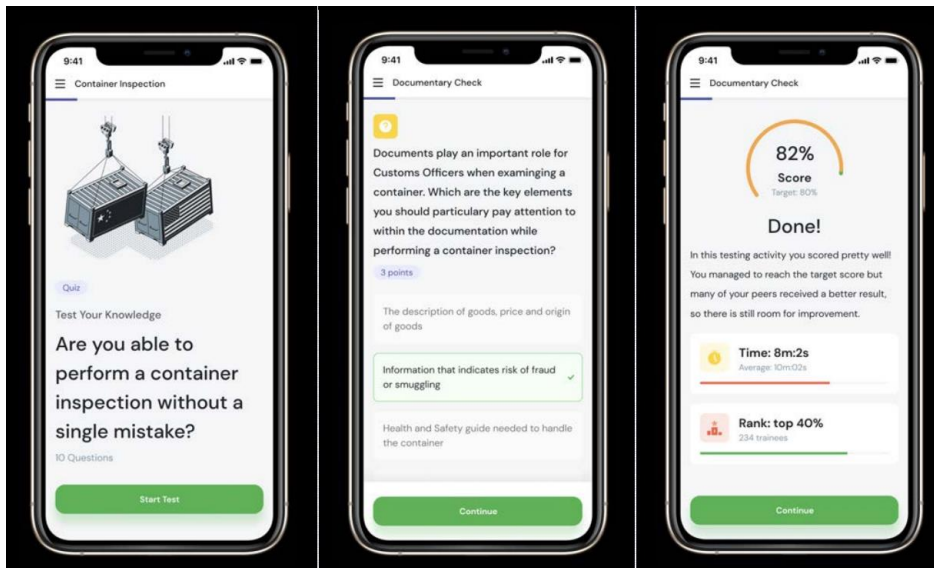 9:41
Container Inspection
Quiz
Test Your Knowledge
Are you able to
perform a container
inspection without a
single mistake?
10 Questions
Start Test
9:41
Documentary Check
Documents play an important role for
Customs Officers when examinging a
container. Which are the key elements
you should particulary pay attention to
within the documentation while
performing a container inspection?
3 points
The description of goods, price and origin
of goods
Information that indicates risk of fraud
or smuggling
Health and Safety guide needed to handle
the container
Continue
9:41
Documentary Check
82%
Score
Target: 80%
Done!
In this testing activity you scored pretty well!
You managed to reach the target score but
many of your peers received a better result,
so there is still room for improvement.
Time: 8m:2s
Average: 10m:02s
Rank: top 40%
234 trainees
Continue